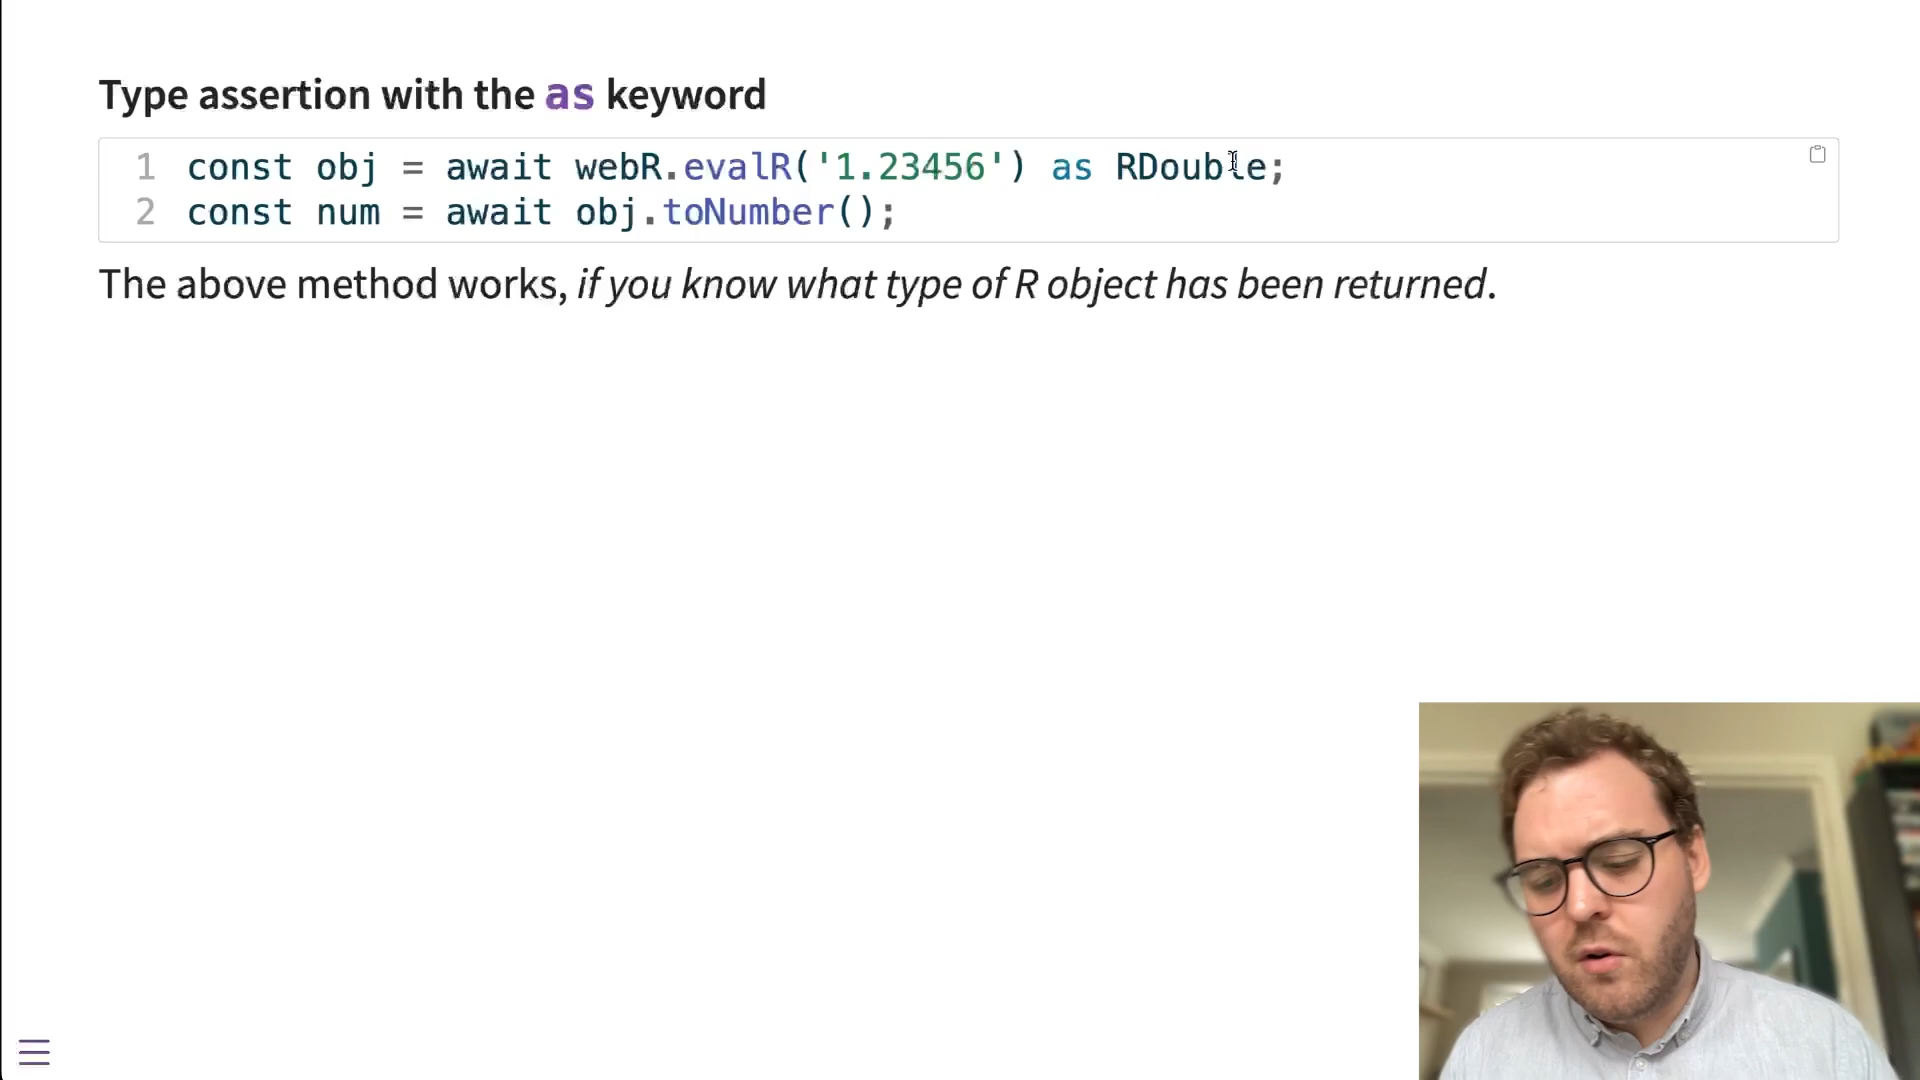 Type assertion with the as keyword
1 const obj = await webR.evalR('1.23456') as RDouble;
2 const num = await obj.toNumber();
The above method works, if you know what type of R object has been returned.